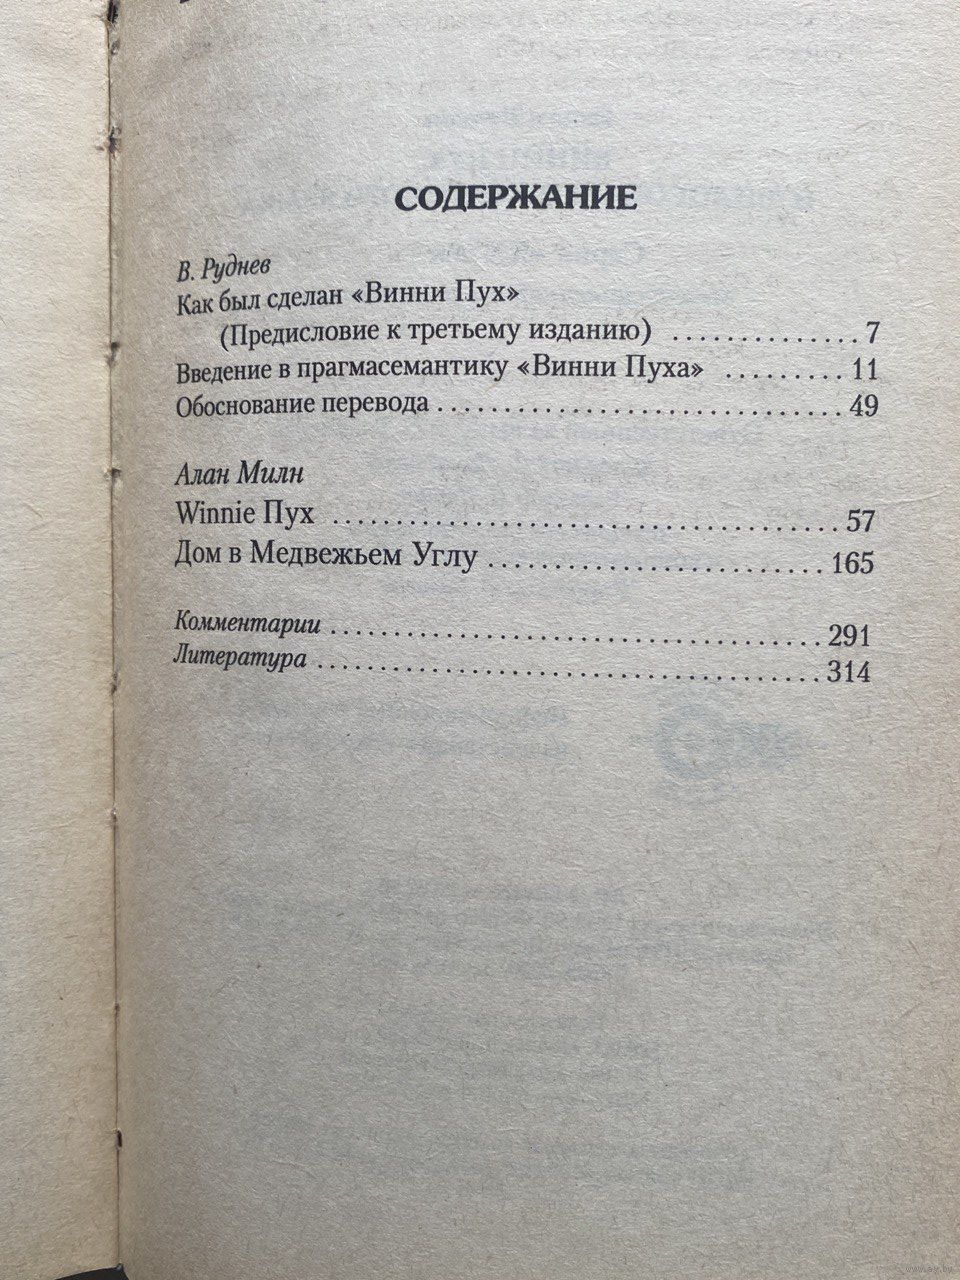 СОДЕРЖАНИЕ
В. Руднев
Как был сделан «Винни Пух»
(Предисловие к третьему изданию) ............... 7
Введение в прагмасемантику «Винни Пуха» ......... 11
Обоснование перевода ............................... 49
Алан Милн
Winnie Пух ....................................... 57
Дом в Медвежьем Углу ......................... 165
Комментарии ..................................... 291
Литература ...................................... 314